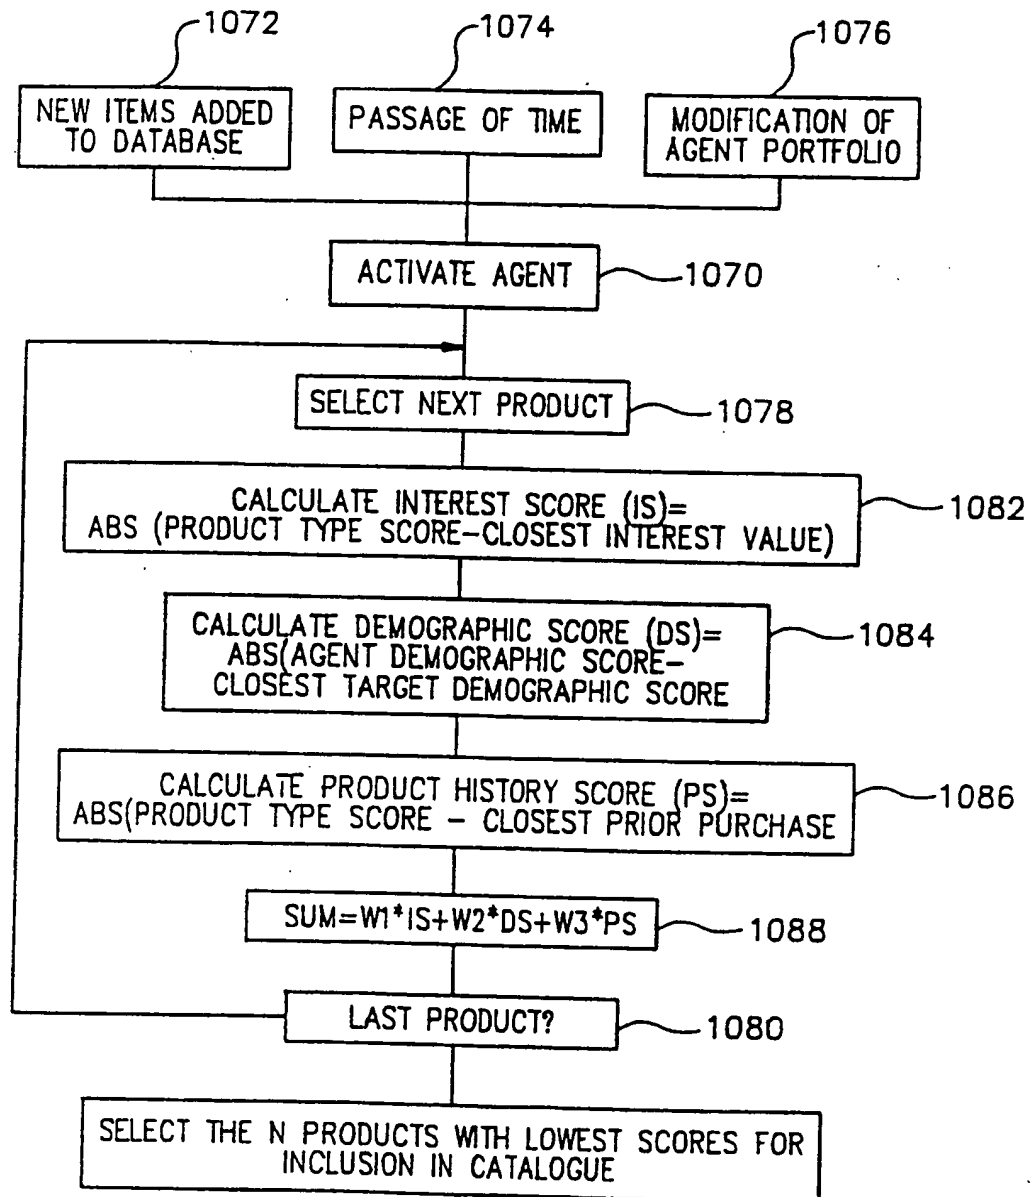 1072
1074
1076
NEW ITEMS ADDED
TO DATABASE
PASSAGE OF TIME
MODIFICATION OF
AGENT PORTFOLIO
ACTIVATE AGENT
1070
SELECT NEXT PRODUCT
1078
CALCULATE INTEREST SCORE (IS)=
ABS (PRODUCT TYPE SCORE-CLOSEST INTEREST VALUE)
1082
CALCULATE DEMOGRAPHIC SCORE (DS)=
ABS(AGENT DEMOGRAPHIC SCORE-
CLOSEST TARGET DEMOGRAPHIC SCORE
1084
CALCULATE PRODUCT HISTORY SCORE (PS)=
ABS(PRODUCT TYPE SCORE - CLOSEST PRIOR PURCHASE
1086
SUM=W1*IS+W2*DS+W3*PS
1088
LAST PRODUCT?
1080
SELECT THE N PRODUCTS WITH LOWEST SCORES FOR
INCLUSION IN CATALOGUE